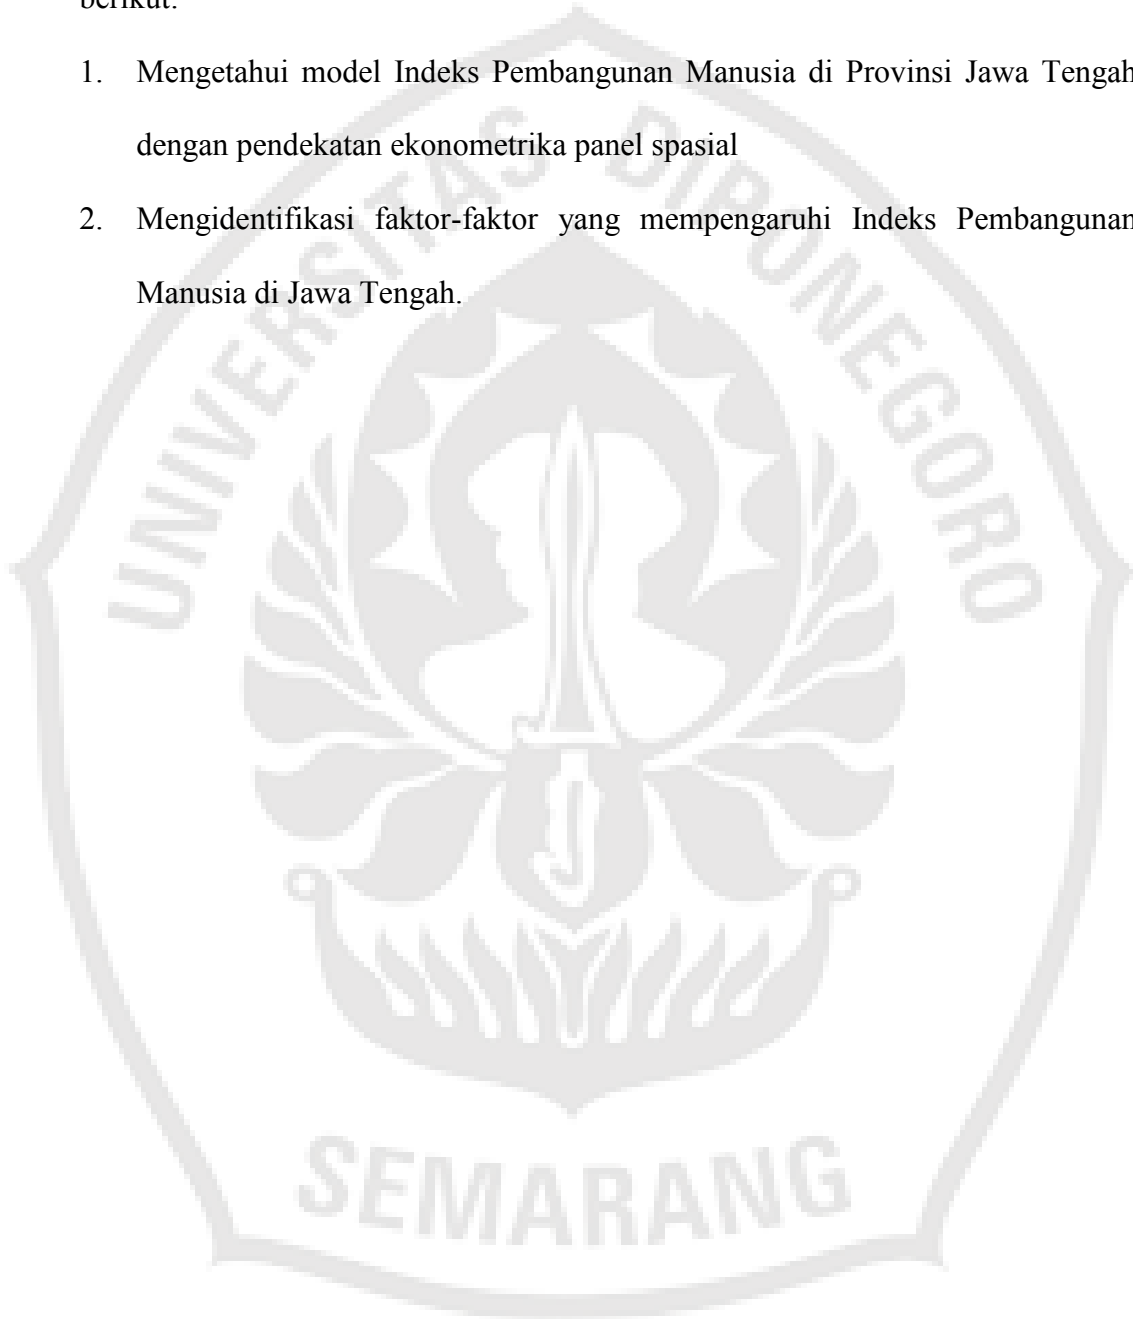 berikut:
1. Mengetahui model Indeks Pembangunan Manusia di Provinsi Jawa Tengah
dengan pendekatan ekonometrika panel spasial
2. Mengidentifikasi faktor-faktor yang mempengaruhi Indeks Pembangunan
Manusia di Jawa Tengah.
UNIVERSITAS DIPONEGORO
SEMARANG